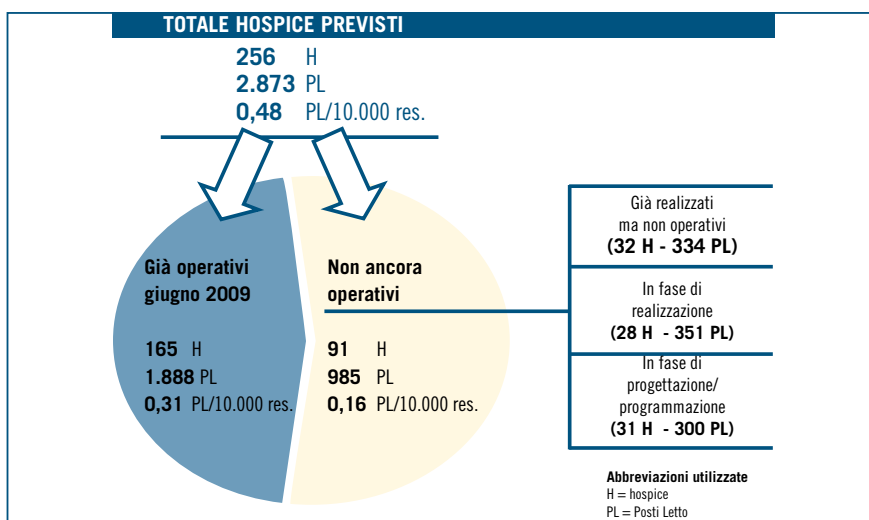 TOTALE HOSPICE PREVISTI
256 H
2.873 PL
0,48 PL/10.000 res.
Già operativi
giugno 2009
165 H
1.888 PL
0,31 PL/10.000 res.
Non ancora
operativi
91 H
985 PL
0,16 PL/10.000 res.
Già realizzati
ma non operativi
(32 H - 334 PL)
In fase di
realizzazione
(28 H - 351 PL)
In fase di
progettazione/
programmazione
(31 H - 300 PL)
Abbreviazioni utilizzate
H = hospice
PL = Posti Letto